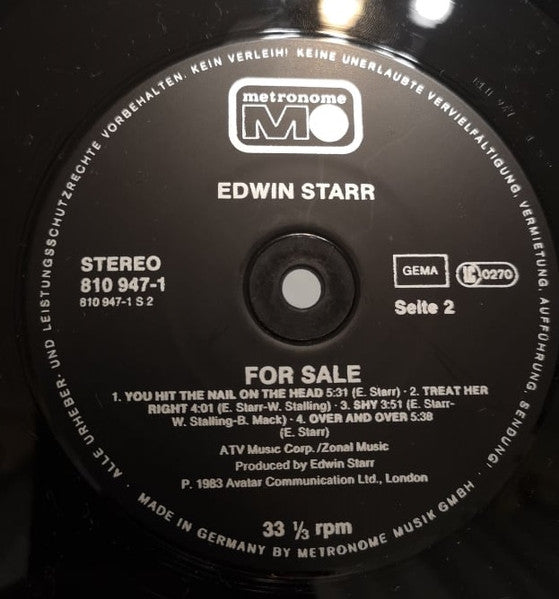 ALLE URHEBER- UND LEISTUNGSSCHUTZRECHTE VORBEHALTEN. KEIN VERLEIH! KEINE UNERLAUBTE VERVIELFÄLTIGUNG, VERMIETUNG, AUFFÜHRUNG, SENDUNG!
metronome
M
EDWIN STARR
STEREO
810 947-1
810 947-1 S 2
GEMA
LC 0270
Seite 2
FOR SALE
1. YOU HIT THE NAIL ON THE HEAD 5:31 (E. Starr) · 2. TREAT HER
RIGHT 4:01 (E. Starr-W. Stalling) · 3. SHY 3:51 (E. Starr-
W. Stalling-B. Mack) · 4. OVER AND OVER 5:38
(E. Starr)
ATV Music Corp./Zonal Music
Produced by Edwin Starr
P. 1983 Avatar Communication Ltd., London
33 ⅓ rpm
· MADE IN GERMANY BY METRONOME MUSIK GMBH ·